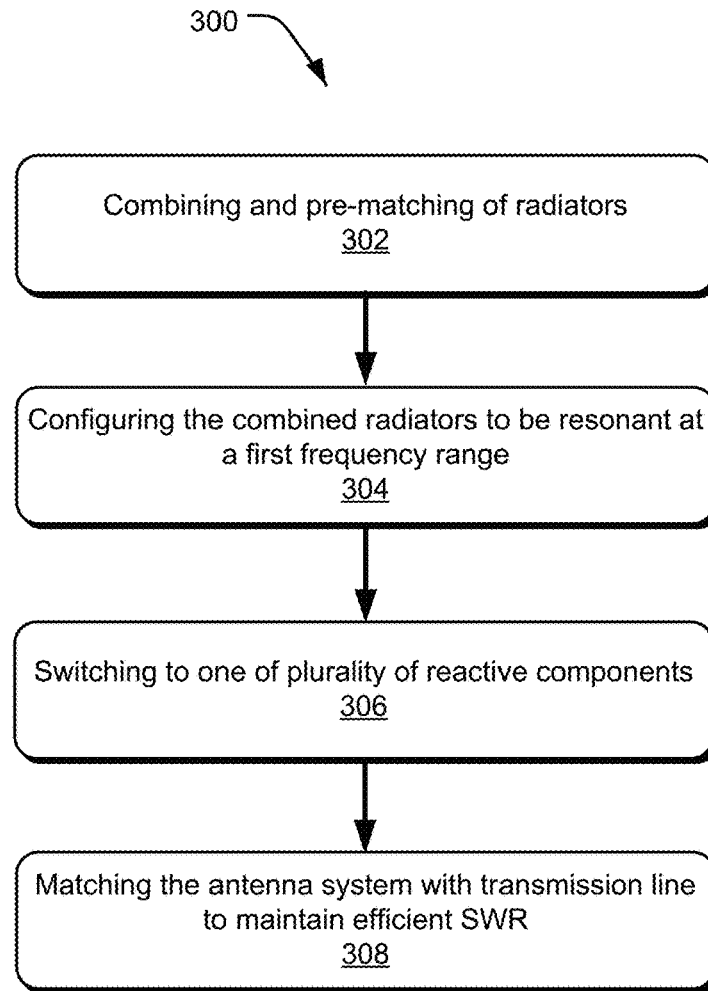 300
Combining and pre-matching of radiators
302
Configuring the combined radiators to be resonant at
a first frequency range
304
Switching to one of plurality of reactive components
306
Matching the antenna system with transmission line
to maintain efficient SWR
308